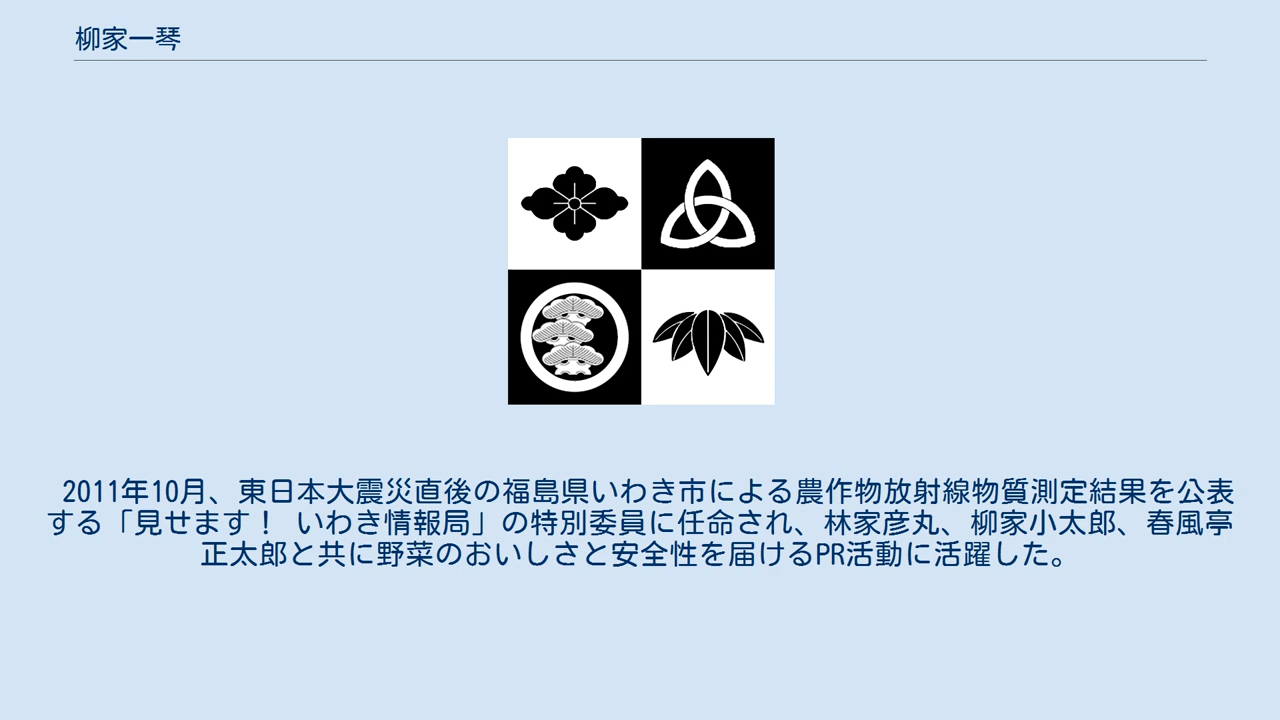 柳家一琴
2011年10月、東日本大震災直後の福島県いわき市による農作物放射線物質測定結果を公表
する「見せます！ いわき情報局」の特別委員に任命され、林家彦丸、柳家小太郎、春風亭
正太郎と共に野菜のおいしさと安全性を届けるPR活動に活躍した。